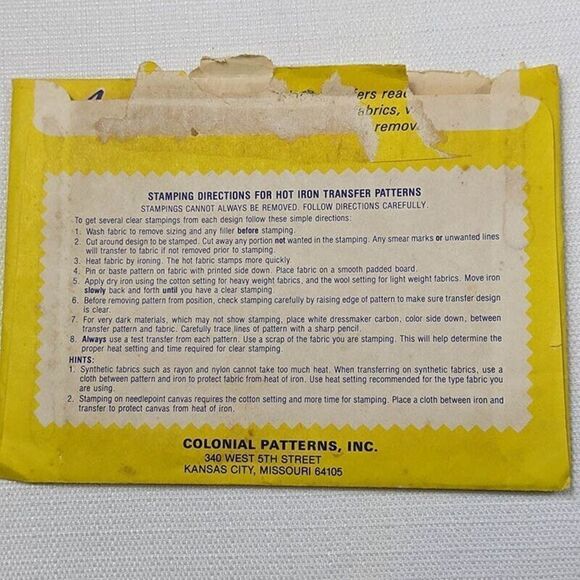 ers reac
abrics, 
remov
STAMPING DIRECTIONS FOR HOT IRON TRANSFER PATTERNS
STAMPINGS CANNOT ALWAYS BE REMOVED. FOLLOW DIRECTIONS CAREFULLY.
To get several clear stampings from each design follow these simple directions:
1. Wash fabric to remove sizing and any filler before stamping.
2. Cut around design to be stamped. Cut away any portion not wanted in the stamping. Any smear marks or unwanted lines
will transfer to fabric if not removed prior to stamping.
3. Heat fabric by ironing. The hot fabric stamps more quickly.
4. Pin or baste pattern on fabric with printed side down. Place fabric on a smooth padded board.
5. Apply dry iron using the cotton setting for heavy weight fabrics, and the wool setting for light weight fabrics. Move iron
slowly back and forth until you have a clear stamping.
6. Before removing pattern from position, check stamping carefully by raising edge of pattern to make sure transfer design
is clear.
7. For very dark materials, which may not show stamping, place white dressmaker carbon, color side down, between
transfer pattern and fabric. Carefully trace lines of pattern with a sharp pencil.
8. Always use a test transfer from each pattern. Use a scrap of the fabric you are stamping. This will help determine the
proper heat setting and time required for clear stamping.
HINTS:
1. Synthetic fabrics such as rayon and nylon cannot take too much heat. When transferring on synthetic fabrics, use a
cloth between pattern and iron to protect fabric from heat of iron. Use heat setting recommended for the type fabric you
are using.
2. Stamping on needlepoint canvas requires the cotton setting and more time for stamping. Place a cloth between iron and
transfer to protect canvas from heat of iron.
COLONIAL PATTERNS, INC.
340 WEST 5TH STREET
KANSAS CITY, MISSOURI 64105